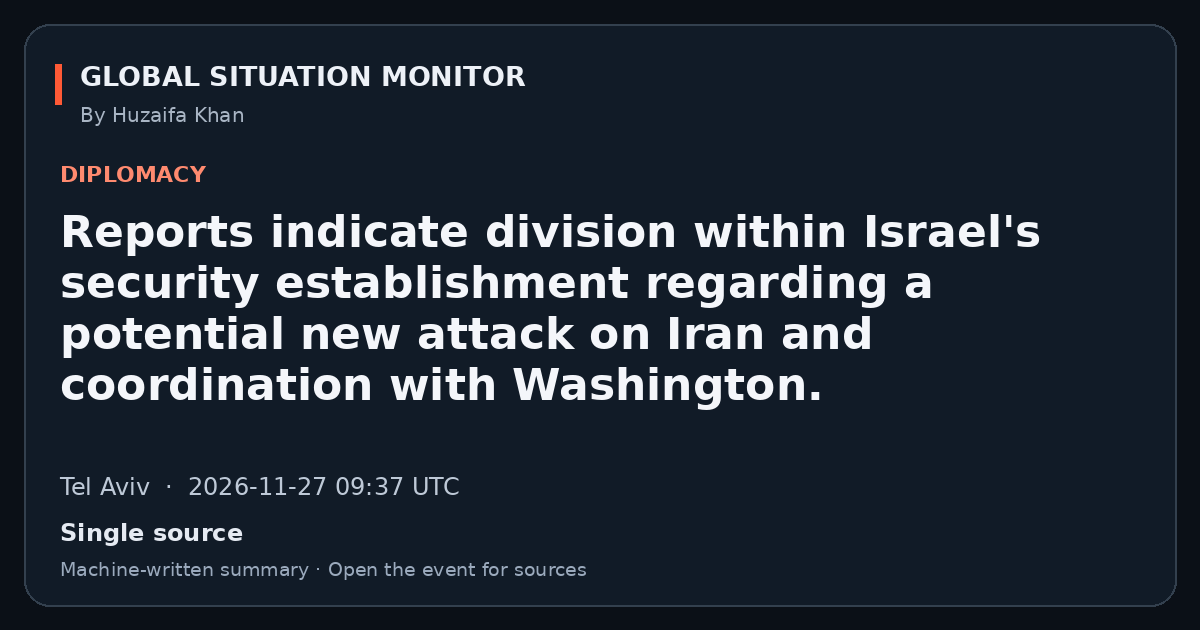 GLOBAL SITUATION MONITOR
By Huzaifa Khan
DIPLOMACY
Reports indicate division within Israel's
security establishment regarding a
potential new attack on Iran and
coordination with Washington.
Tel Aviv · 2026-11-27 09:37 UTC
Single source
Machine-written summary · Open the event for sources